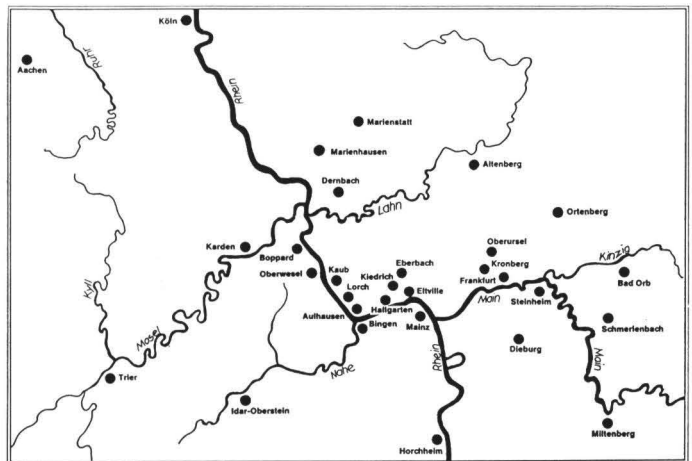 Köln
Aachen
Ruhr
Rhein
Marienstatt
Marienhausen
Altenberg
Dernbach
Lahn
Ortenberg
Karden
Boppard
Oberursel
Kinzig
Oberwesel
Kaub
Kiedrich
Eberbach
Kronberg
Frankfurt
Bad Orb
Kyll
Lorch
Eltville
Main
Steinheim
Hallgarten
Aulhausen
Bingen
Mainz
Schmerlenbach
Mosel
Dieburg
Main
Rhein
Nahe
Trier
Idar-Oberstein
Miltenberg
Horchheim